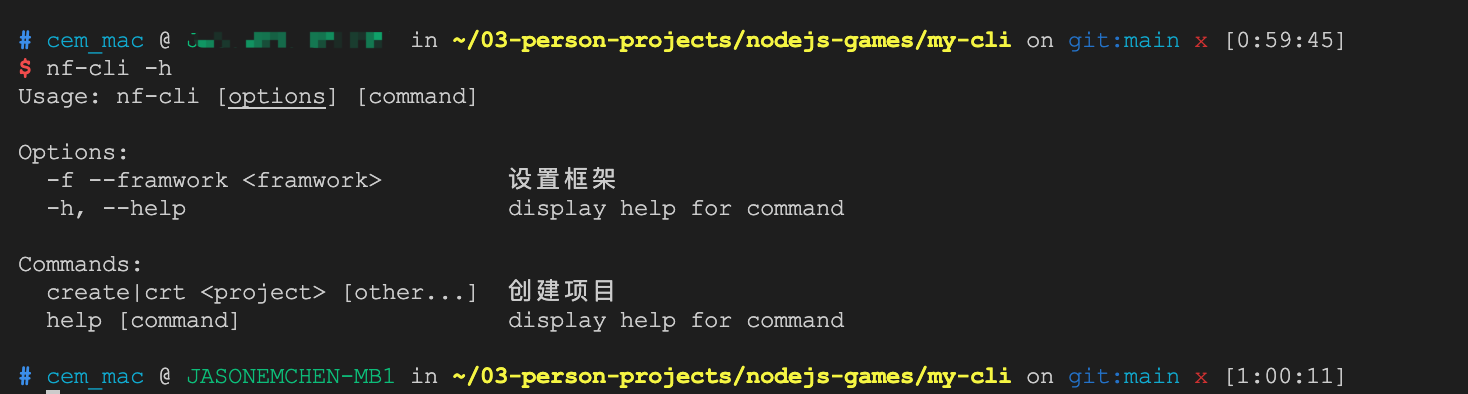 # cem_mac @ in ~/03-person-projects/nodejs-games/my-cli on git:main x [0:59:45]
$ nf-cli -h
Usage: nf-cli [options] [command]
Options:
-f --framwork <framwork> 设置框架
-h, --help display help for command
Commands:
create|crt <project> [other...] 创建项目
help [command] display help for command
# cem_mac @ JASONEMCHEN-MB1 in ~/03-person-projects/nodejs-games/my-cli on git:main x [1:00:11]